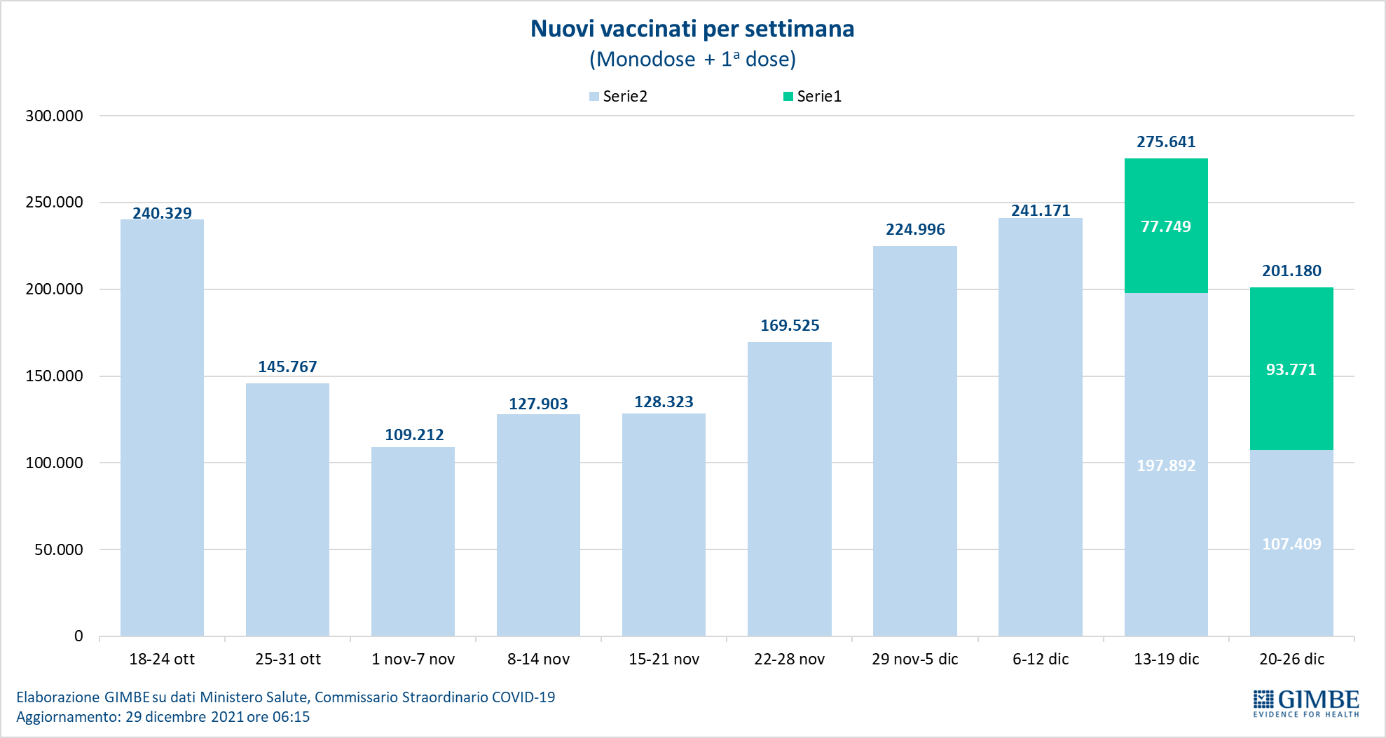 Nuovi vaccinati per settimana
(Monodose + 1ª dose)
Serie2 Serie1
300.000
250.000
200.000
150.000
100.000
50.000
0
240.329
145.767
109.212
127.903
128.323
169.525
224.996
241.171
275.641
77.749
197.892
201.180
93.771
107.409
18-24 ott 25-31 ott 1 nov-7 nov 8-14 nov 15-21 nov 22-28 nov 29 nov-5 dic 6-12 dic 13-19 dic 20-26 dic
Elaborazione GIMBE su dati Ministero Salute, Commissario Straordinario COVID-19
Aggiornamento: 29 dicembre 2021 ore 06:15
GIMBE
EVIDENCE FOR HEALTH